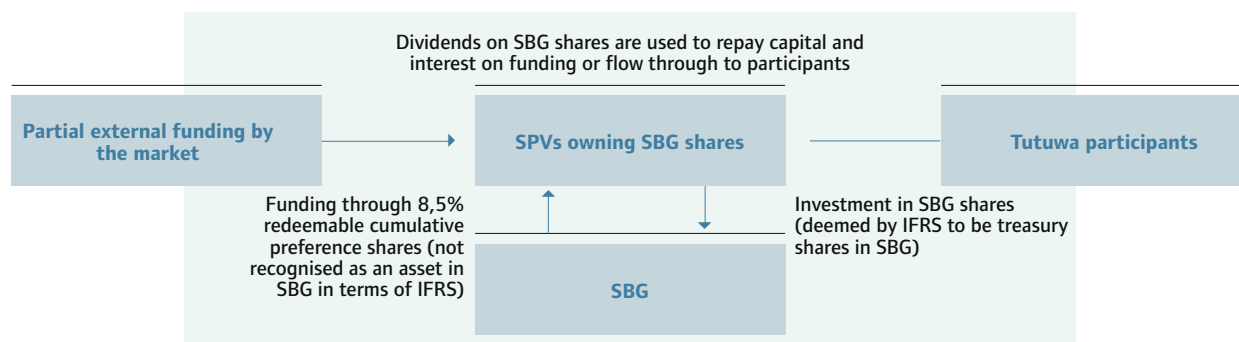 Dividends on SBG shares are used to repay capital and
interest on funding or flow through to participants
Partial external funding by
the market
SPVs owning SBG shares
Tutuwa participants
Funding through 8,5%
redeemable cumulative
preference shares (not
recognised as an asset in
SBG in terms of IFRS)
Investment in SBG shares
(deemed by IFRS to be treasury
shares in SBG)
SBG